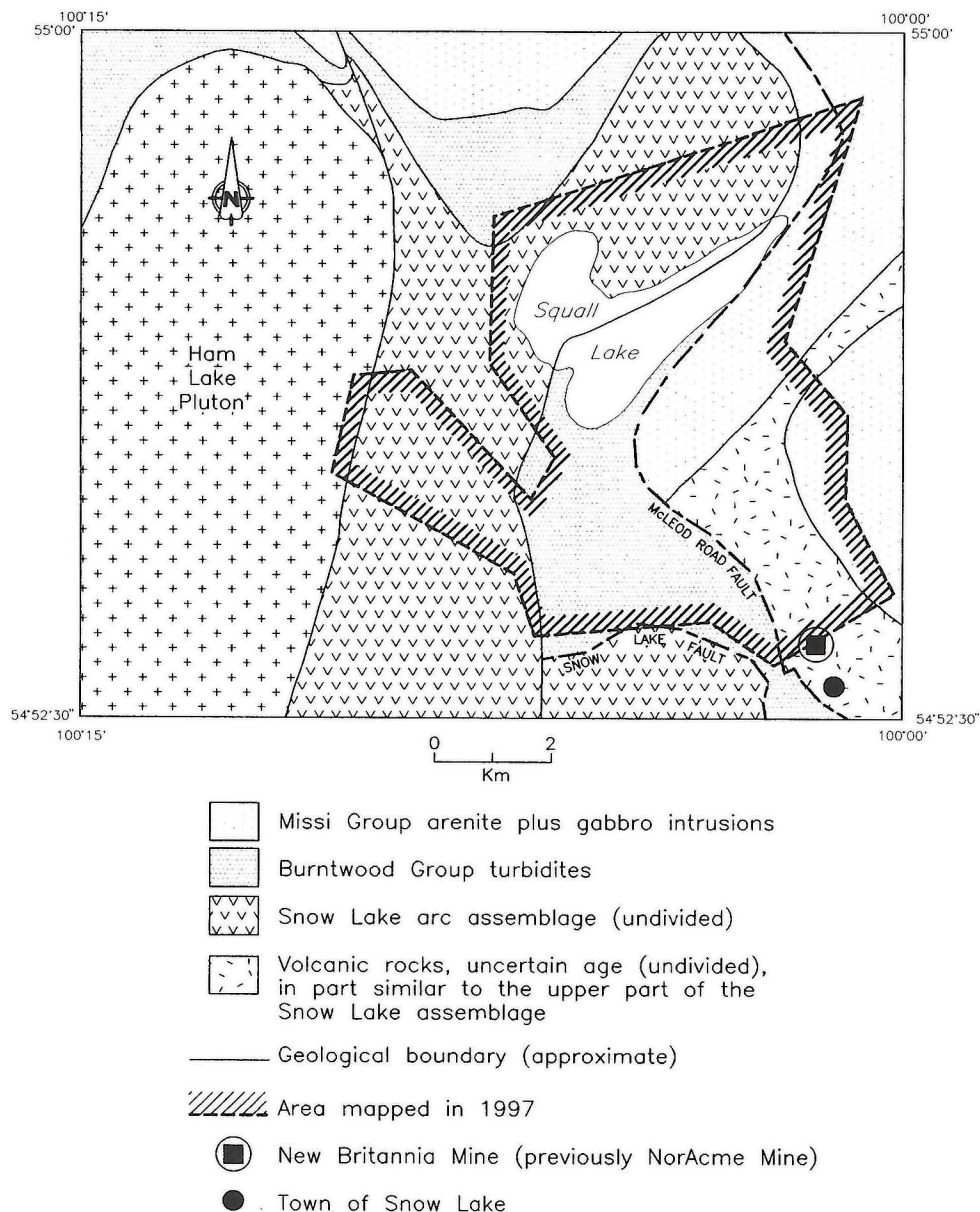 100°15'
100°00'
55°00'
55°00'
N
Squall
Lake
Ham
Lake
Pluton
McLEOD ROAD FAULT
SNOW LAKE FAULT
54°52'30"
54°52'30"
100°15'
100°00'
0 2
Km
Missi Group arenite plus gabbro intrusions
Burntwood Group turbidites
Snow Lake arc assemblage (undivided)
Volcanic rocks, uncertain age (undivided),
in part similar to the upper part of the
Snow Lake assemblage
Geological boundary (approximate)
Area mapped in 1997
New Britannia Mine (previously NorAcme Mine)
Town of Snow Lake